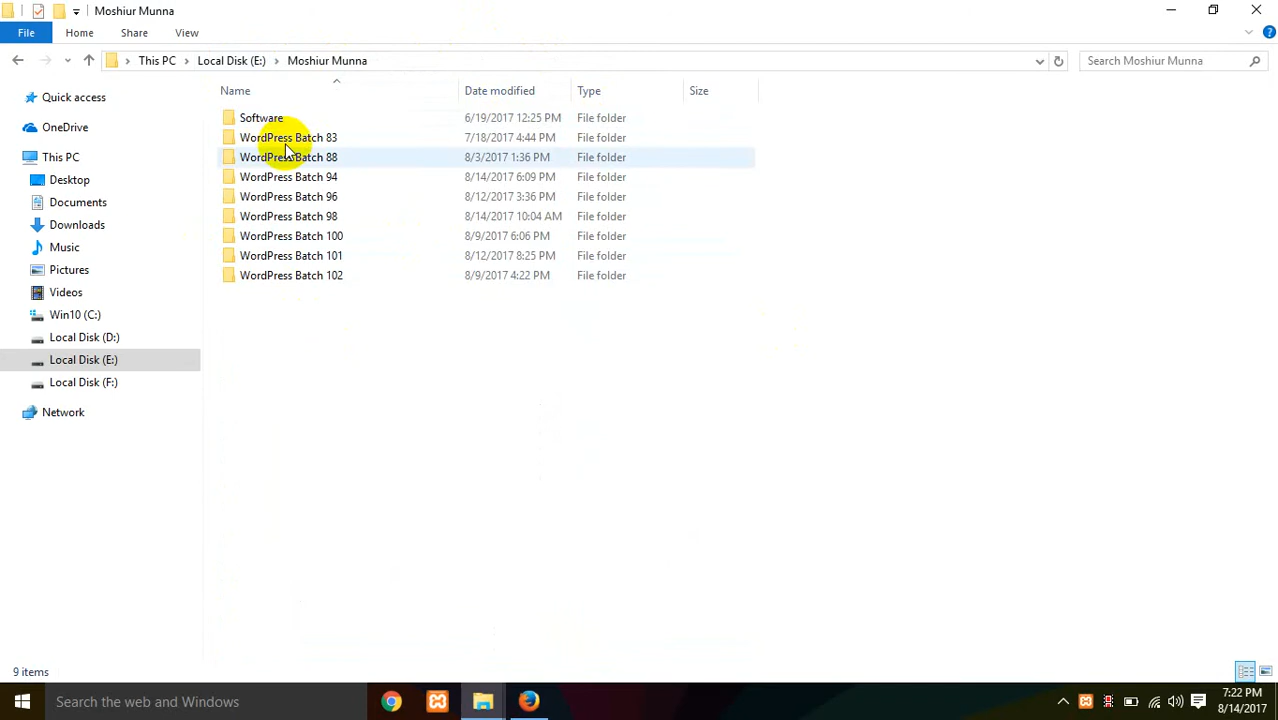 Moshiur Munna
File Home Share View
This PC Local Disk (E:) Moshiur Munna
Search Moshiur Munna
Name Date modified Type Size
Quick access
OneDrive
This PC
Desktop
Documents
Downloads
Music
Pictures
Videos
Win10 (C:)
Local Disk (D:)
Local Disk (E:)
Local Disk (F:)
Network
Software 6/19/2017 12:25 PM File folder
WordPress Batch 83 7/18/2017 4:44 PM File folder
WordPress Batch 88 8/3/2017 1:36 PM File folder
WordPress Batch 94 8/14/2017 6:09 PM File folder
WordPress Batch 96 8/12/2017 3:36 PM File folder
WordPress Batch 98 8/14/2017 10:04 AM File folder
WordPress Batch 100 8/9/2017 6:06 PM File folder
WordPress Batch 101 8/12/2017 8:25 PM File folder
WordPress Batch 102 8/9/2017 4:22 PM File folder
9 items
Search the web and Windows
7:22 PM
8/14/2017